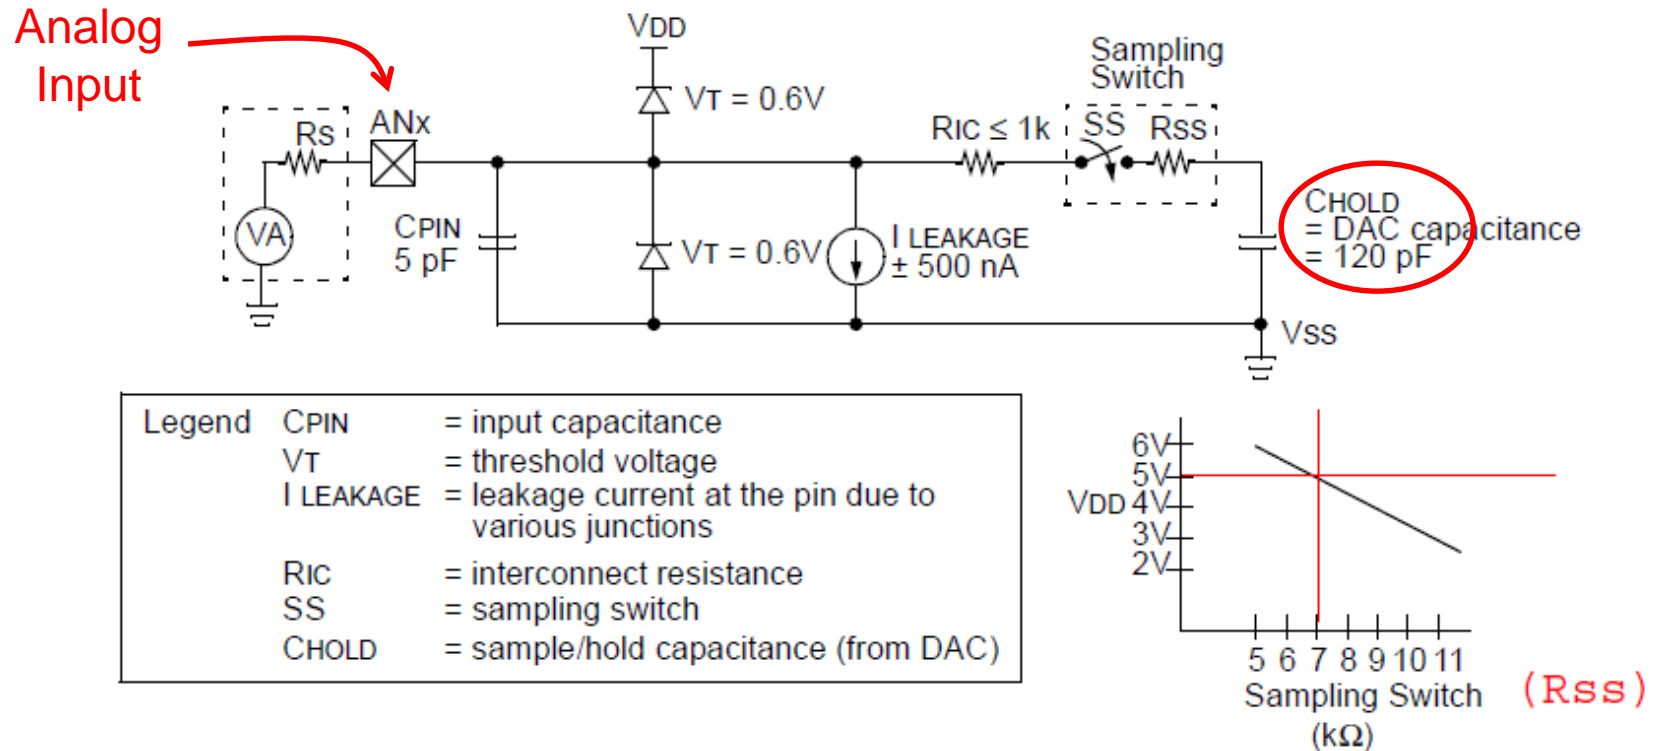 Analog
Input
VDD
VT = 0.6V
Sampling
Switch
RS
ANx
RIC ≤ 1k
SS
RSS
VA
CPIN
5 pF
VT = 0.6V
I LEAKAGE
± 500 nA
CHOLD
= DAC capacitance
= 120 pF
VSS
Legend CPIN = input capacitance
VT = threshold voltage
I LEAKAGE = leakage current at the pin due to
various junctions
RIC = interconnect resistance
SS = sampling switch
CHOLD = sample/hold capacitance (from DAC)
6V
5V
VDD 4V
3V
2V
5 6 7 8 9 10 11
Sampling Switch
(kΩ)
(Rss)